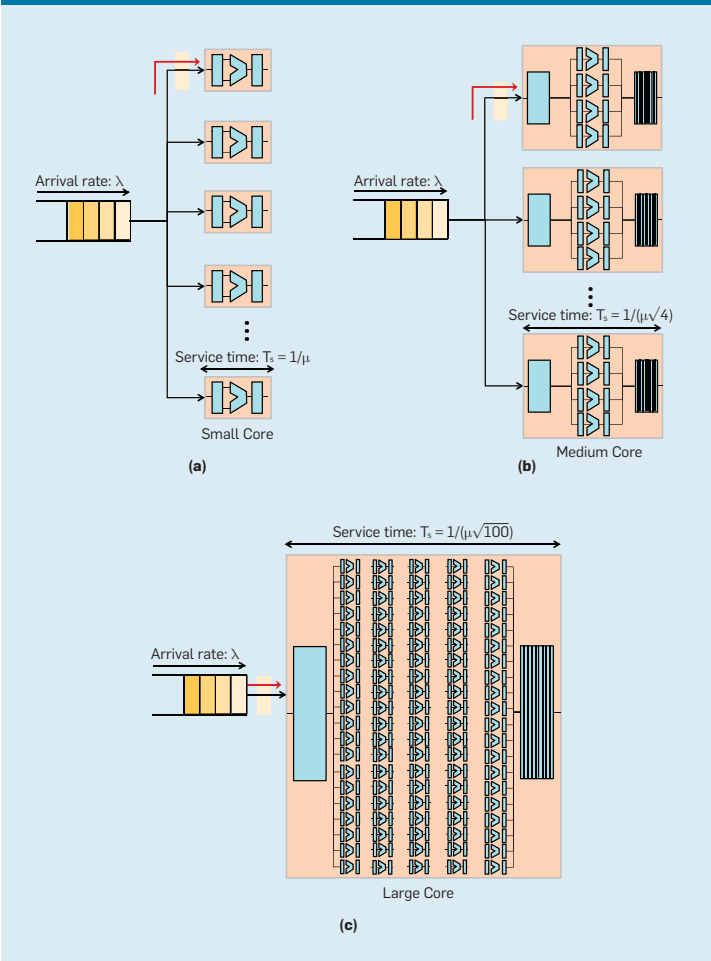 Arrival rate: λ
Service time: Tₛ = 1/μ
Small Core
(a)
Arrival rate: λ
Service time: Tₛ = 1/(μ√4)
Medium Core
(b)
Service time: Tₛ = 1/(μ√100)
Arrival rate: λ
Large Core
(c)